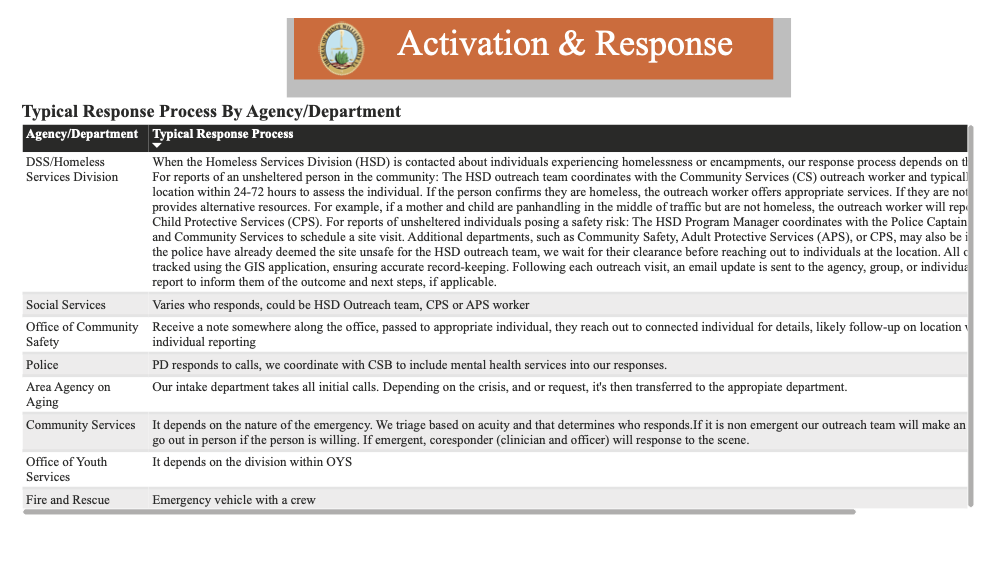 Activation & Response
Typical Response Process By Agency/Department
Agency/Department Typical Response Process
DSS/Homeless When the Homeless Services Division (HSD) is contacted about individuals experiencing homelessness or encampments, our response process depends on
Services Division For reports of an unsheltered person in the community: The HSD outreach team coordinates with the Community Services (CS) outreach worker and
location within 24-72 hours to assess the individual. If the person confirms they are homeless, the outreach worker offers appropriate services. If they are not
provides alternative resources. For example, if a mother and child are panhandling in the middle of traffic but are not homeless, the outreach worker will
Child Protective Services (CPS). For reports of unsheltered individuals posing a safety risk: The HSD Program Manager coordinates with the Police Captain
and Community Services to schedule a site visit. Additional departments, such as Community Safety, Adult Protective Services (APS), or CPS, may also be
the police have already deemed the site unsafe for the HSD outreach team, we wait for their clearance before reaching out to individuals at the location. All
tracked using the GIS application, ensuring accurate record-keeping. Following each outreach visit, an email update is sent to the agency, group, or
report to inform them of the outcome and next steps, if applicable.
Social Services Varies who responds, could be HSD Outreach team, CPS or APS worker
Office of Community Receive a note somewhere along the office, passed to appropriate individual, they reach out to connected individual for details, likely follow-up on location
Safety individual reporting
Police PD responds to calls, we coordinate with CSB to include mental health services into our responses.
Area Agency on Our intake department takes all initial calls. Depending on the crisis, and or request, it's then transferred to the appropiate department.
Aging
Community Services It depends on the nature of the emergency. We triage based on acuity and that determines who responds.If it is non emergent our outreach team will make an
go out in person if the person is willing. If emergent, coresponder (clinician and officer) will response to the scene.
Office of Youth It depends on the division within OYS
Services
Fire and Rescue Emergency vehicle with a crew